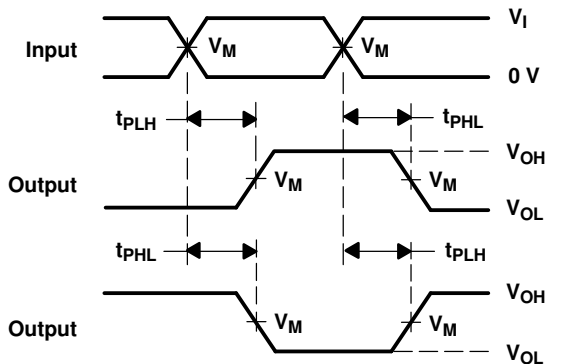 V_I
Input V_M V_M
0 V
t_PLH t_PHL
V_OH
Output V_M V_M
V_OL
t_PHL t_PLH
V_OH
Output V_M V_M
V_OL